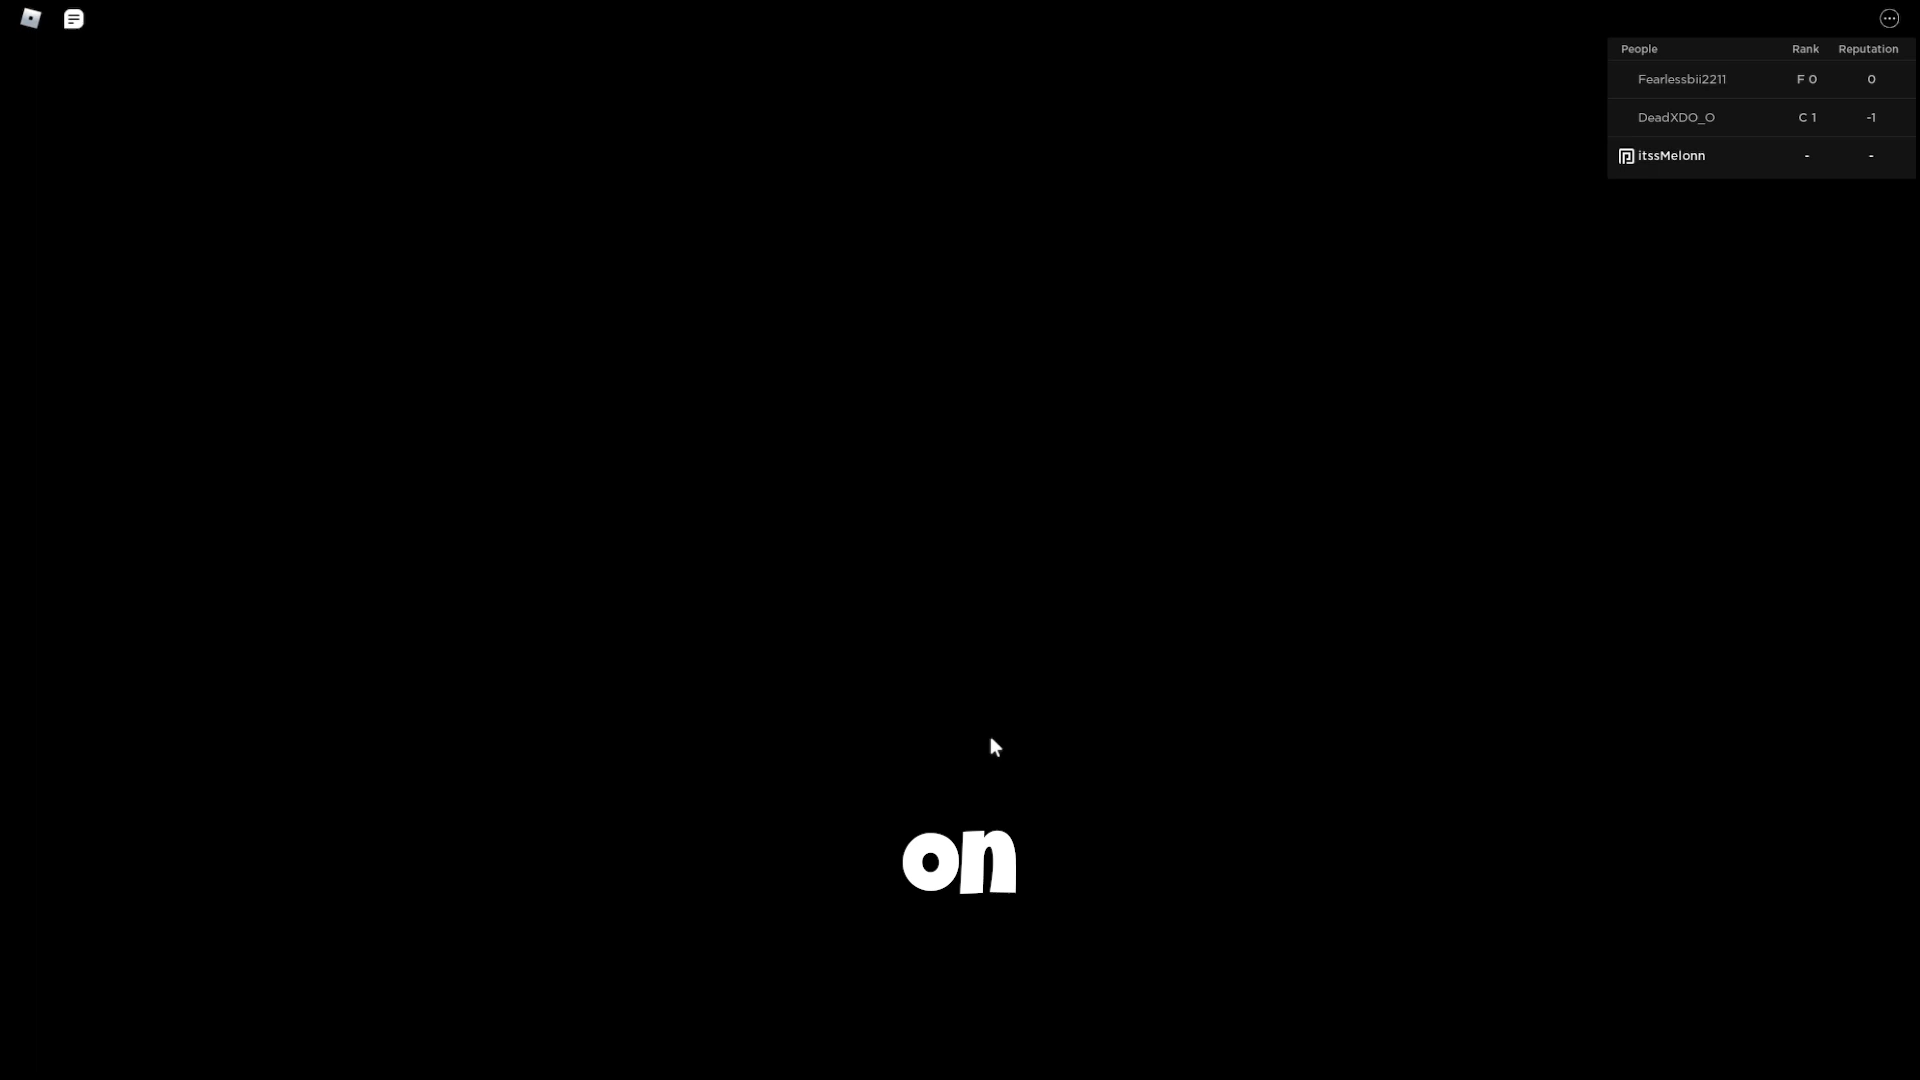 People Rank Reputation
Fearlessbii2211 F 0 0
DeadXDO_O C 1 -1
itssMelonn - -
on